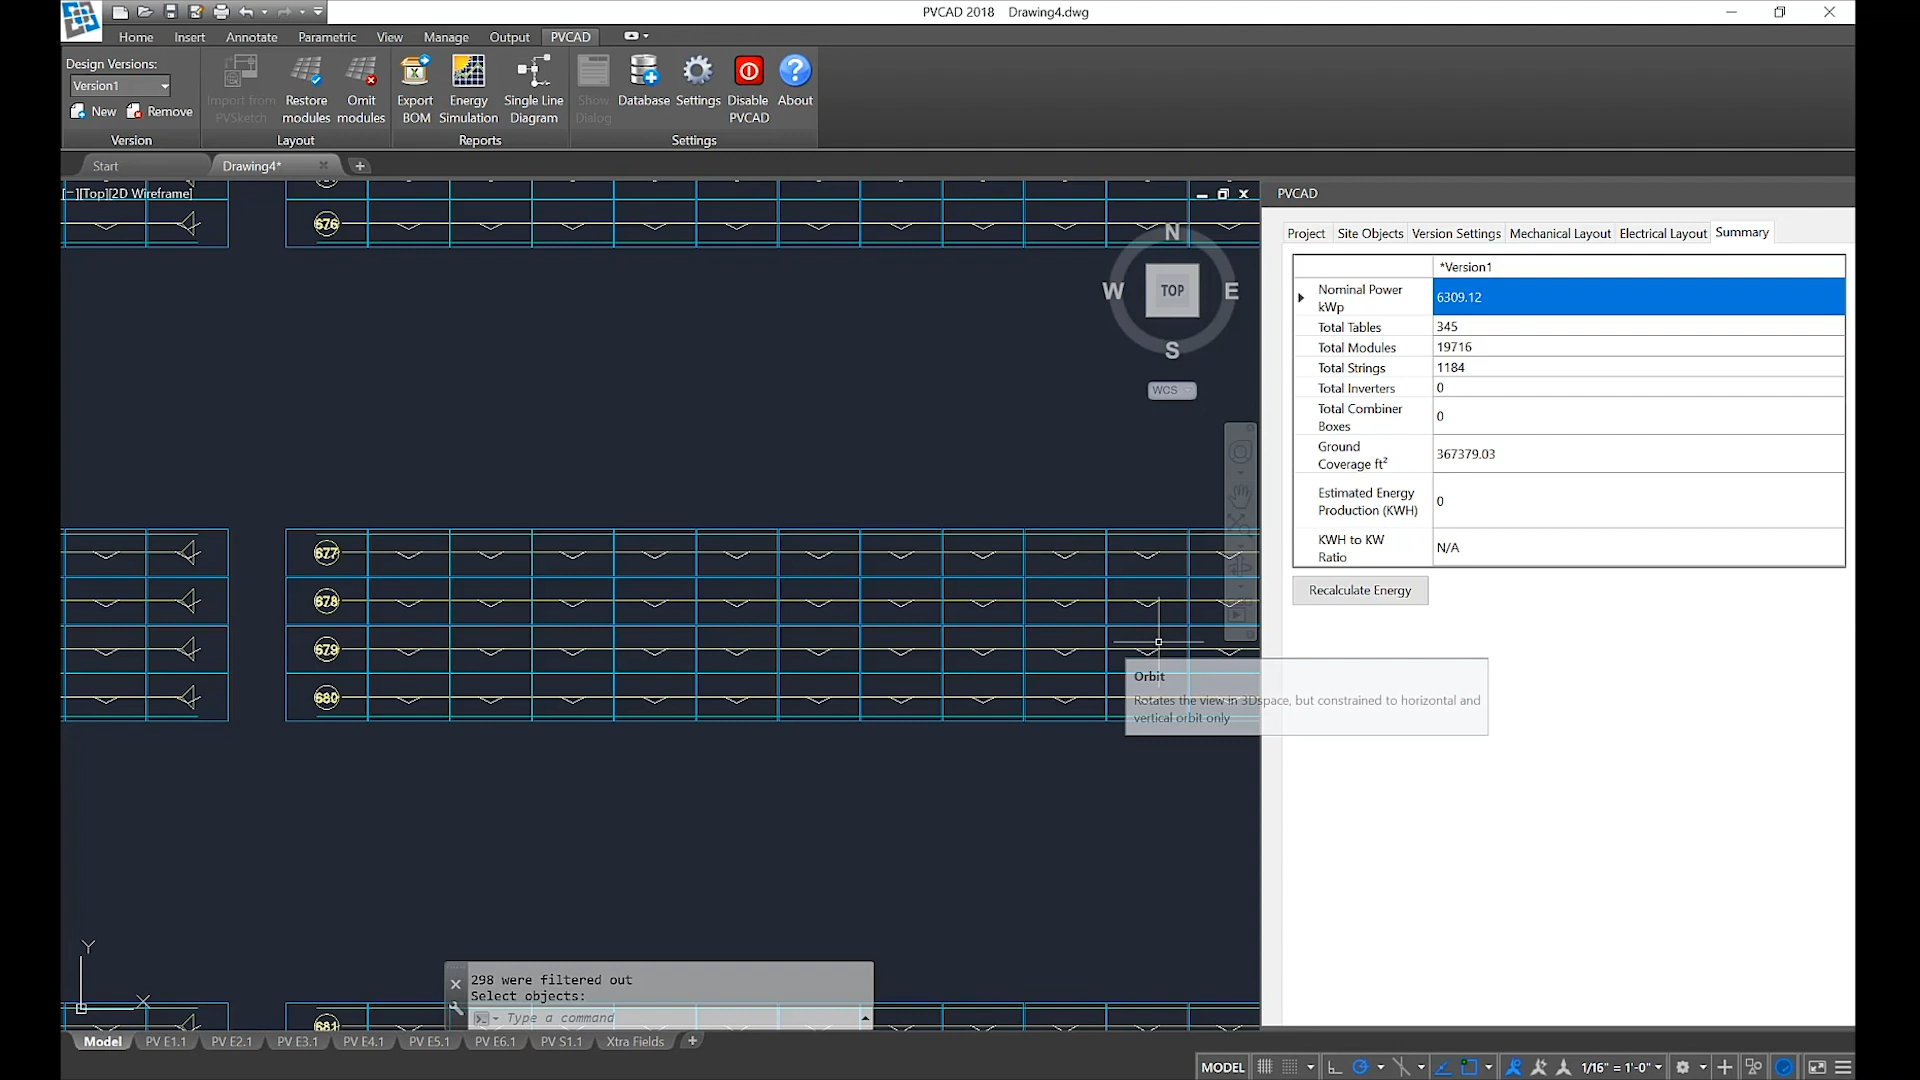 PVCAD 2018 Drawing4.dwg
Home Insert Annotate Parametric View Manage Output PVCAD
Design Versions:
Version1
New Remove
Version
Import from PVSketch
Restore modules
Omit modules
Layout
Export BOM
Energy Simulation
Single Line Diagram
Reports
Show Dialog
Database
Settings
Disable PVCAD
About
Settings
Start Drawing4*
[−][Top][2D Wireframe]
676
N
W TOP E
S
WCS
677
678
679
680
681
Orbit
Rotates the view in 3Dspace, but constrained to horizontal and
vertical orbit only
Y
X
298 were filtered out
Select objects:
Type a command
PVCAD
Project Site Objects Version Settings Mechanical Layout Electrical Layout Summary
*Version1
Nominal Power kWp 6309.12
Total Tables 345
Total Modules 19716
Total Strings 1184
Total Inverters 0
Total Combiner Boxes 0
Ground Coverage ft² 367379.03
Estimated Energy Production (KWH) 0
KWH to KW Ratio N/A
Recalculate Energy
Model PV E1.1 PV E2.1 PV E3.1 PV E4.1 PV E5.1 PV E6.1 PV S1.1 Xtra Fields
MODEL 1/16" = 1'-0"